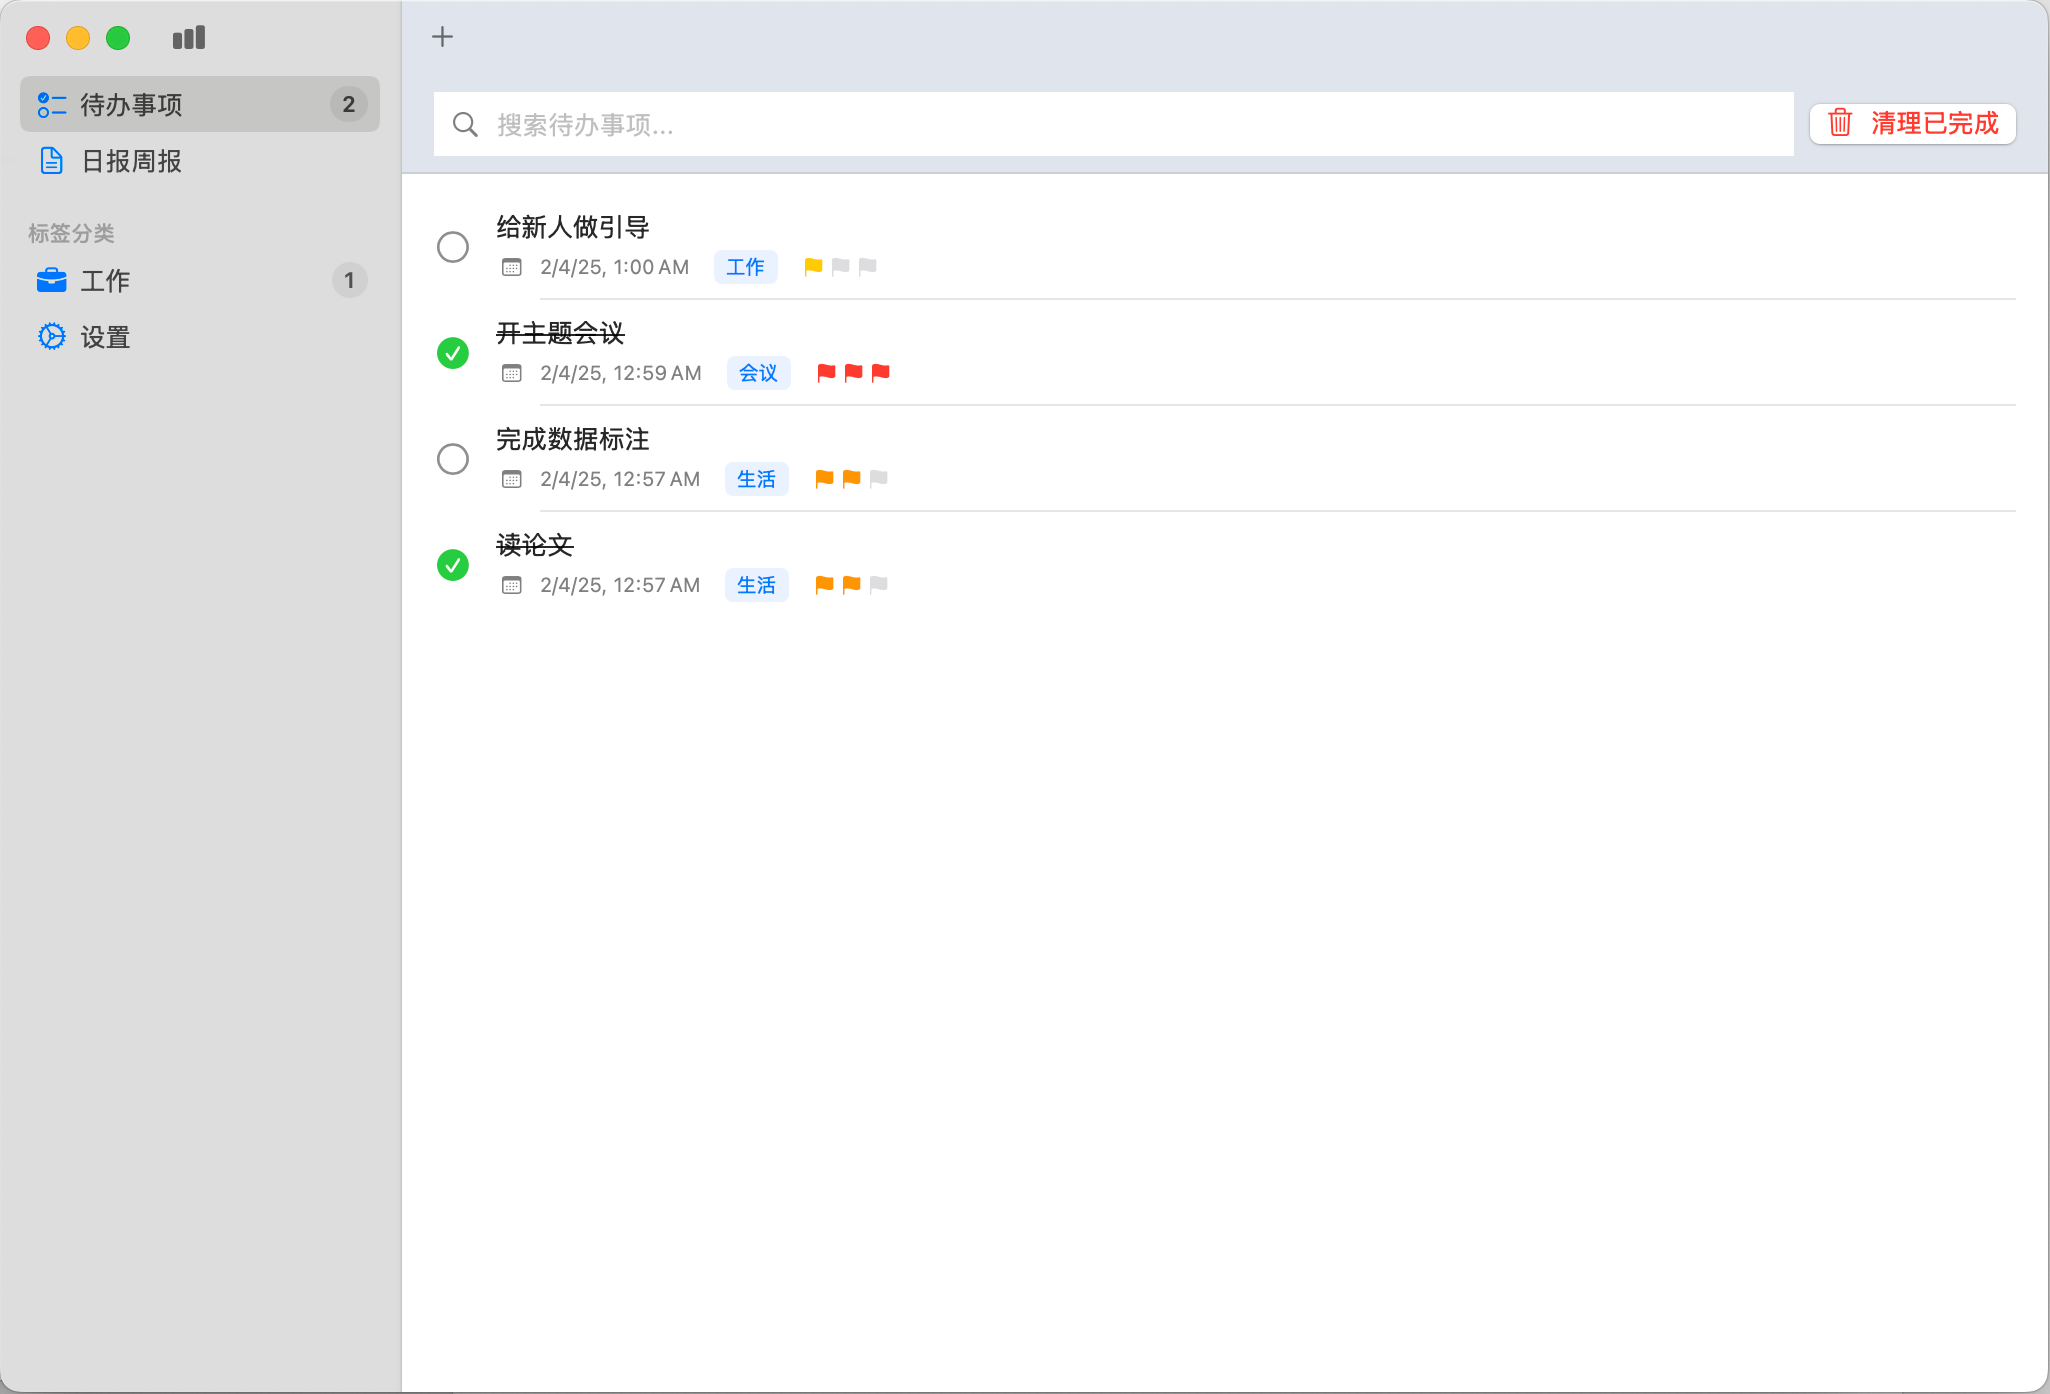 待办事项 2
日报周报
标签分类
工作 1
设置
搜索待办事项...
清理已完成
给新人做引导
2/4/25, 1:00 AM 工作
开主题会议
2/4/25, 12:59 AM 会议
完成数据标注
2/4/25, 12:57 AM 生活
读论文
2/4/25, 12:57 AM 生活